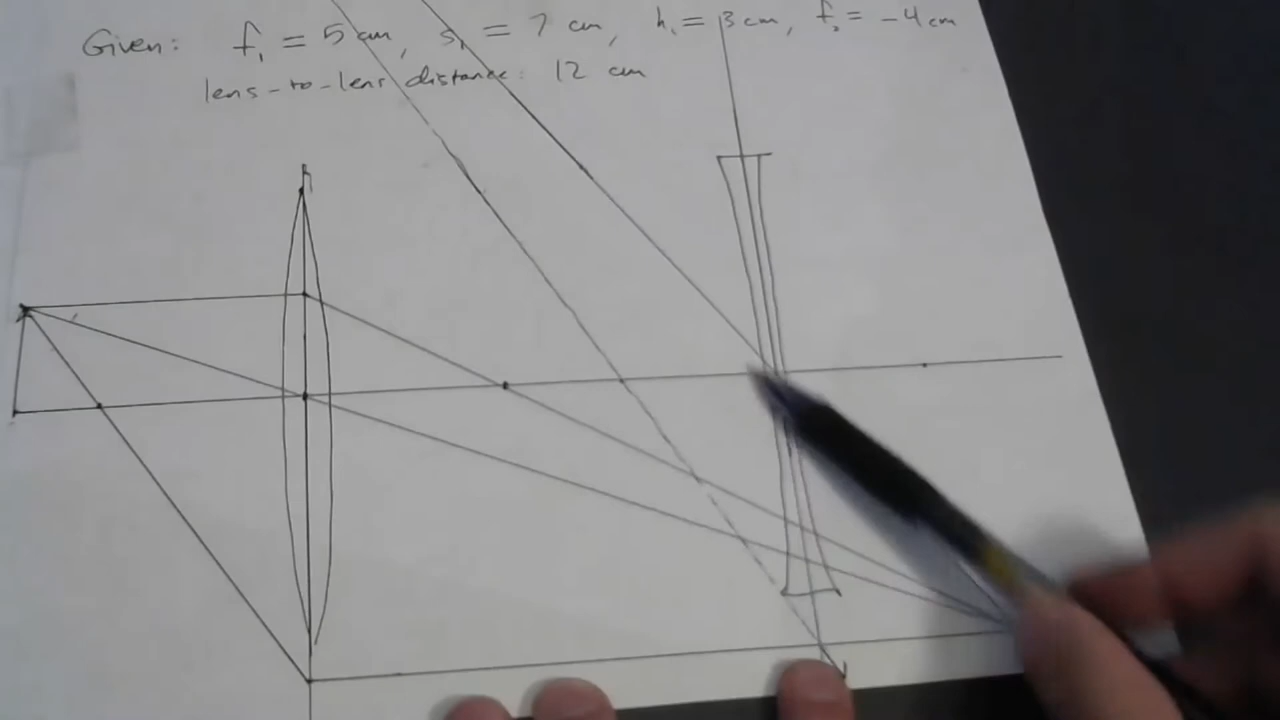 Given: f₁ = 5 cm, s₁ = 7 cm, h₁ = 3 cm, f₂ = -4 cm
lens-to-lens distance: 12 cm